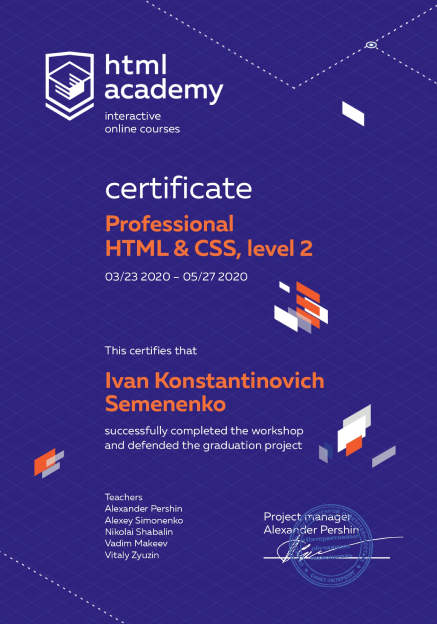 html
academy
interactive
online courses
certificate
Professional
HTML & CSS, level 2
03/23 2020 – 05/27 2020
This certifies that
Ivan Konstantinovich
Semenenko
successfully completed the workshop
and defended the graduation project
Teachers
Alexander Pershin
Alexey Simonenko
Nikolai Shabalin
Vadim Makeev
Vitaly Zyuzin
Project manager
Alexander Pershin